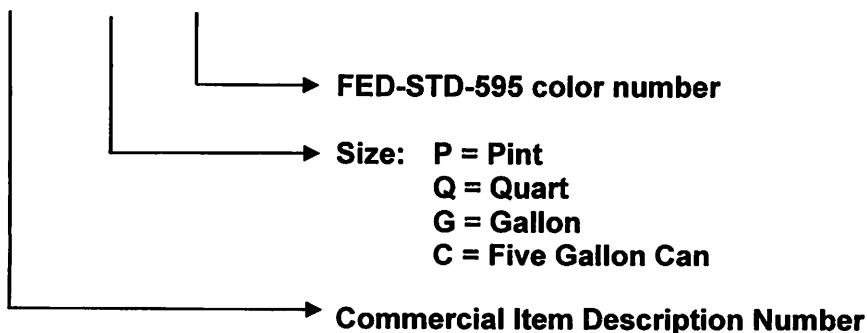 FED-STD-595 color number
Size: P = Pint
Q = Quart
G = Gallon
C = Five Gallon Can
Commercial Item Description Number